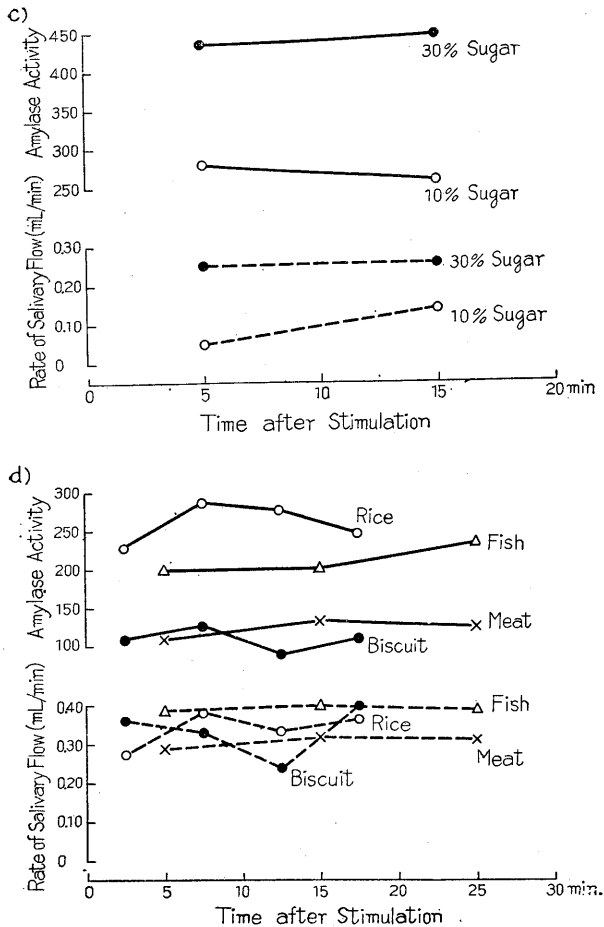 c)
Amylase Activity
450
400
350
300
250
30% Sugar
10% Sugar
Rate of Salivary Flow (mL/min)
0.30
0.20
0.10
0
30% Sugar
10% Sugar
0 5 10 15 20 min
Time after Stimulation
d)
Amylase Activity
300
250
200
150
100
Rice
Fish
Meat
Biscuit
Rate of Salivary Flow (mL/min)
0.40
0.30
0.20
0.10
0
Fish
Rice
Meat
Biscuit
0 5 10 15 20 25 30 min.
Time after Stimulation